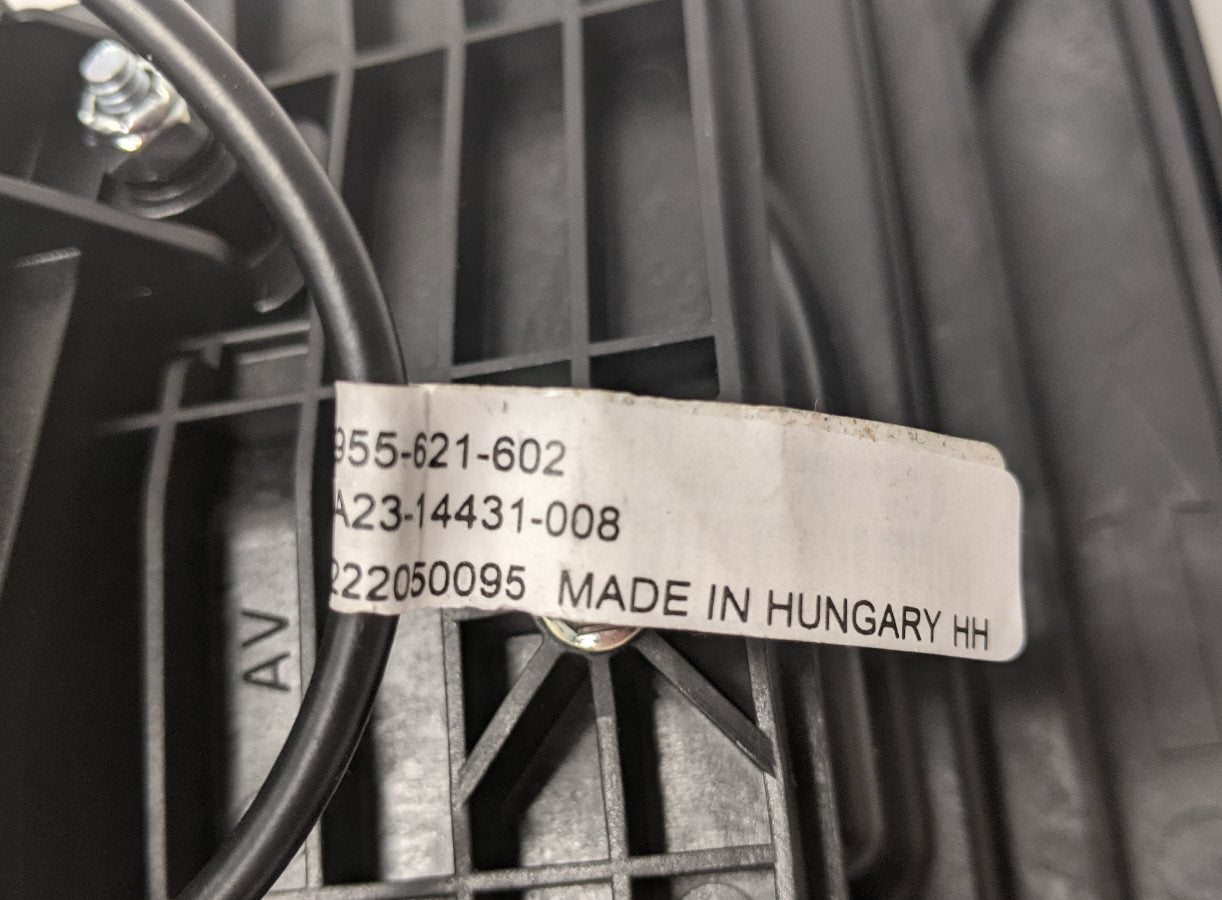 955-621-602
A23-14431-008
222050095 MADE IN HUNGARY HH
AV